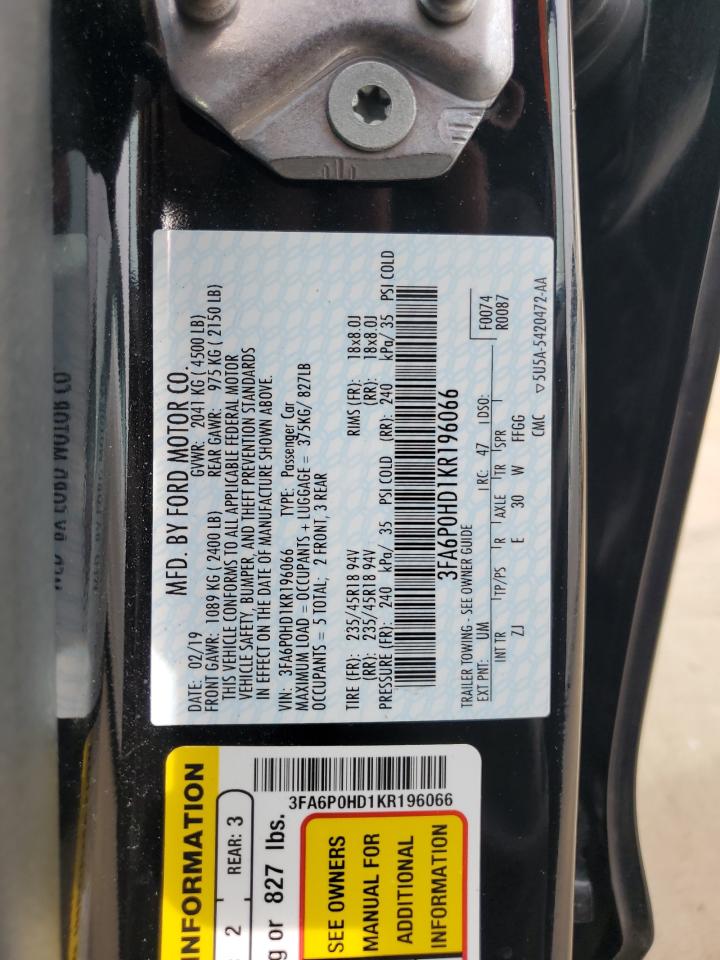 MFD. BY FORD MOTOR CO.
DATE: 02/19 GVWR: 2041 KG ( 4500 LB)
FRONT GAWR: 1089 KG ( 2400 LB) REAR GAWR: 975 KG ( 2150 LB)
THIS VEHICLE CONFORMS TO ALL APPLICABLE FEDERAL MOTOR
VEHICLE SAFETY, BUMPER, AND THEFT PREVENTION STANDARDS
IN EFFECT ON THE DATE OF MANUFACTURE SHOWN ABOVE.
VIN: 3FA6P0HD1KR196066 TYPE: Passenger Car
MAXIMUM LOAD = OCCUPANTS + LUGGAGE = 375KG/ 827LB
OCCUPANTS = 5 TOTAL; 2 FRONT, 3 REAR
TIRE (FR): 235/45R18 94V RIMS (FR): 18x8.0J
(RR): 235/45R18 94V (RR): 18x8.0J
PRESSURE (FR): 240 kPa/ 35 PSI COLD (RR): 240 kPa/ 35 PSI COLD
3FA6P0HD1KR196066
TRAILER TOWING - SEE OWNER GUIDE
F0074
R0087
EXT PNT: UM RC: 47 DSO:
INT TR TP/PS R AXLE TR SPR
ZJ E 30 W FFGG
CMC ▽5U5A-5420472-AA
INFORMATION
2 REAR: 3
or 827 lbs.
3FA6P0HD1KR196066
SEE OWNERS
MANUAL FOR
ADDITIONAL
INFORMATION